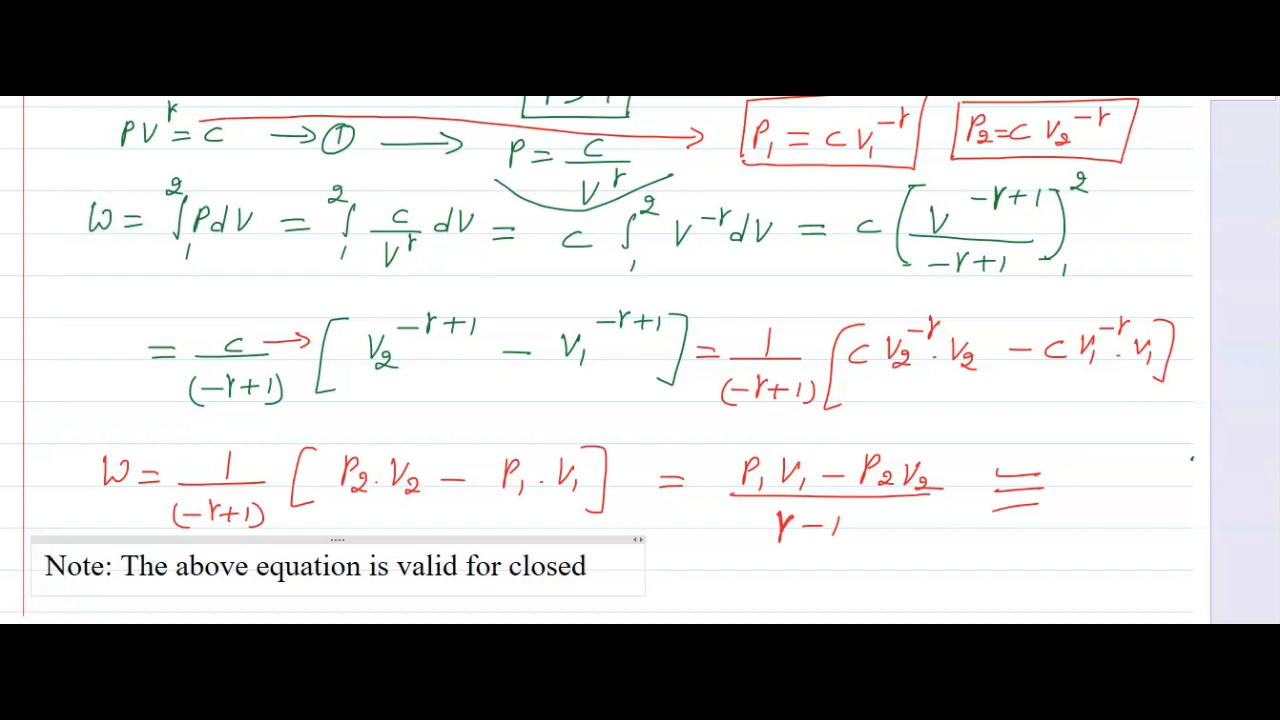 PV^γ = C → ① → P = C/V^γ → P₁ = C V₁^-γ P₂ = C V₂^-γ
W = ∫₁² P dV = ∫₁² C/V^γ dV = C ∫₁² V^-γ dV = C (V^(-γ+1)/(-γ+1))₁²
= C/(-γ+1) → [V₂^(-γ+1) - V₁^(-γ+1)] = 1/(-γ+1) [C V₂^-γ . V₂ - C V₁^-γ . V₁]
W = 1/(-γ+1) [P₂ . V₂ - P₁ . V₁] = (P₁V₁ - P₂V₂)/(γ-1)
Note: The above equation is valid for closed